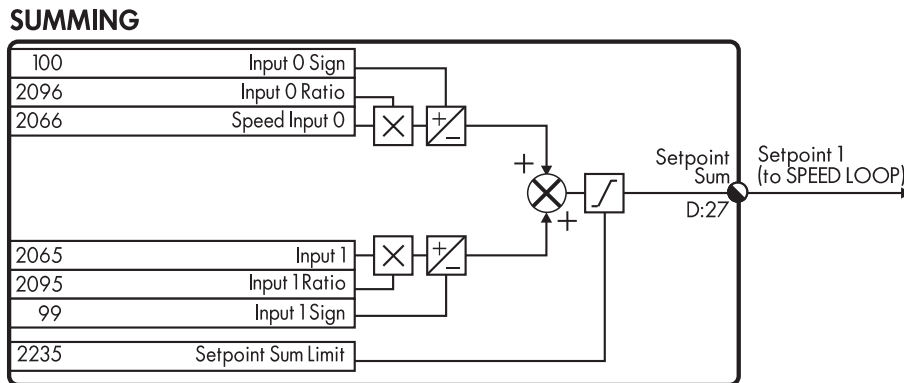 SUMMING
100 Input 0 Sign
2096 Input 0 Ratio
2066 Speed Input 0
2065 Input 1
2095 Input 1 Ratio
99 Input 1 Sign
2235 Setpoint Sum Limit
+
−
+
−
+
+
Setpoint
Sum
D:27
Setpoint 1
(to SPEED LOOP)